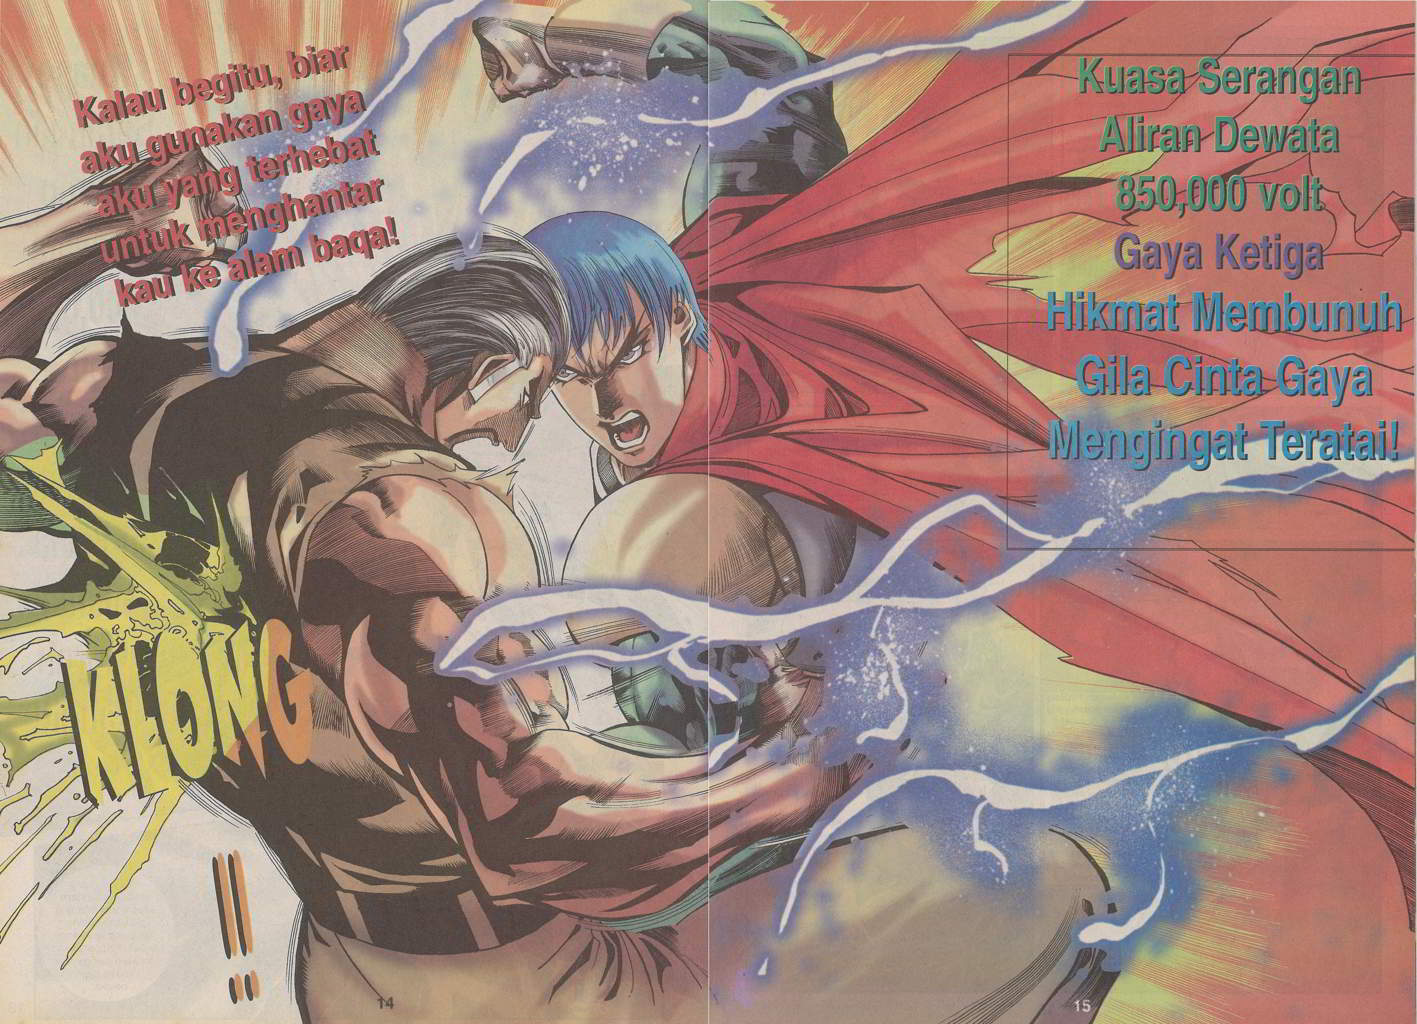 Kalau begitu, biar
aku gunakan gaya
aku yang terhebat
untuk menghantar
kau ke alam baqa!
Kuasa Serangan
Aliran Dewata
850,000 volt
Gaya Ketiga
Hikmat Membunuh
Gila Cinta Gaya
Mengingat Teratai!
KLONG
!!
14
15